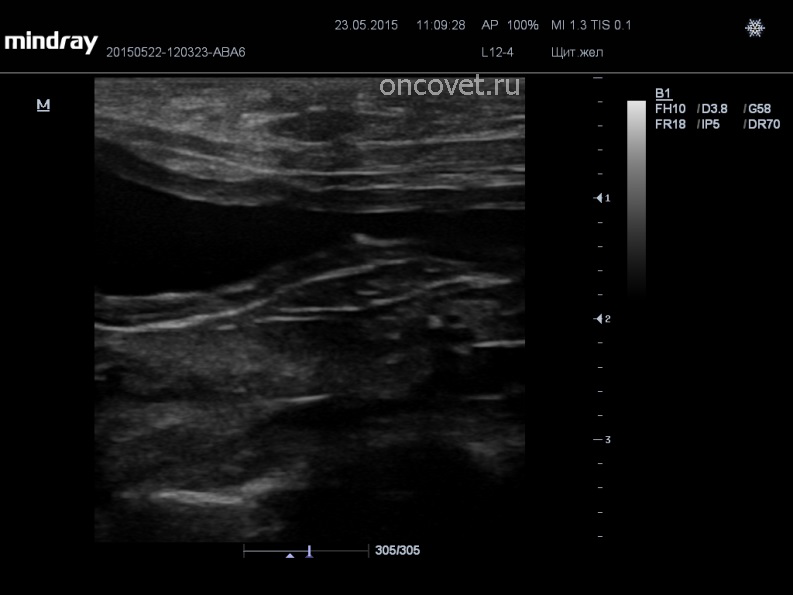 mindray
20150522-120323-ABA6
23.05.2015 11:09:28 AP 100% MI 1.3 TIS 0.1
L12-4 Щит.жел
oncovet.ru
M
B1
FH10 /D3.8 /G58
FR18 /IP5 /DR70
1
2
3
305/305